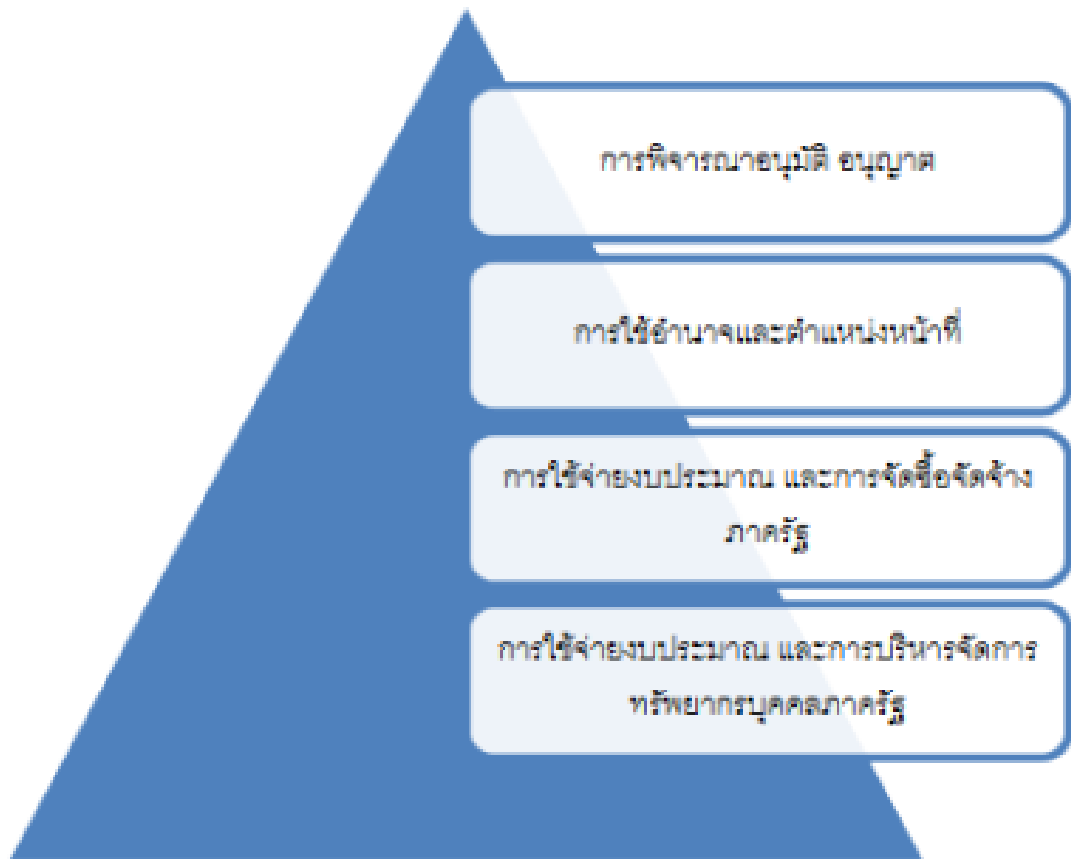 การพิจารณาอนุมัติ อนุญาต
การใช้อำนาจและตำแหน่งหน้าที่
การใช้จ่ายงบประมาณ และการจัดซื้อจัดจ้าง
ภาครัฐ
การใช้จ่ายงบประมาณ และการบริหารจัดการ
ทรัพยากรบุคคลภาครัฐ